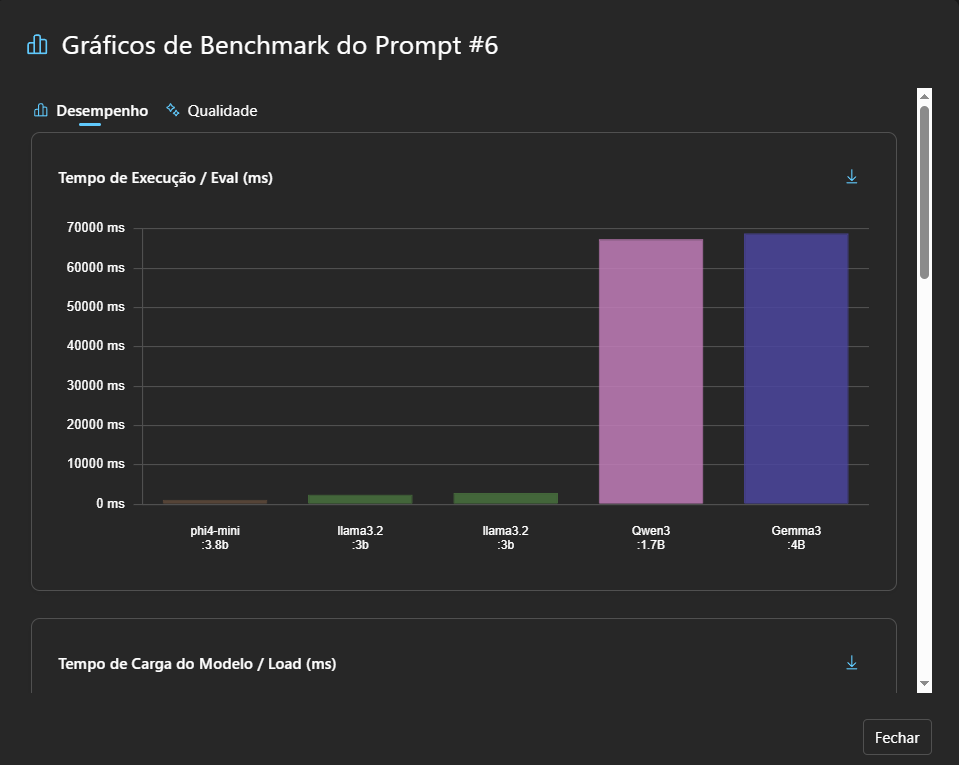 Gráficos de Benchmark do Prompt #6
Desempenho
Qualidade
Tempo de Execução / Eval (ms)
70000 ms
60000 ms
50000 ms
40000 ms
30000 ms
20000 ms
10000 ms
0 ms
phi4-mini
:3.8b
llama3.2
:3b
llama3.2
:3b
Qwen3
:1.7B
Gemma3
:4B
Tempo de Carga do Modelo / Load (ms)
Fechar